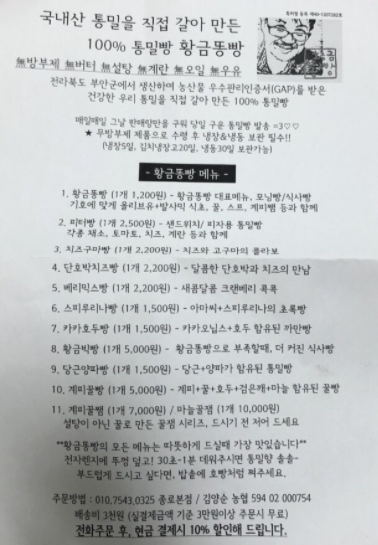 국내산 통밀을 직접 갈아 만든
100% 통밀빵 황금똥빵
無방부제 無버터 無설탕 無계란 無오일 無우유
전라북도 부안군에서 생산하여 농산물 우수관리인증서(GAP)를 받은
건강한 우리 통밀을 직접 갈아 만든 100% 통밀빵
매일매일 그날 판매량만을 구워 당일 구운 통밀빵 발송 =3♡♡
★ 무방부제 제품으로 수령 후 냉장&냉동 보관 필수!!
(냉장5일, 김치냉장고20일, 냉동30일 보관가능)
- 황금똥빵 메뉴 -
1. 황금똥빵 (1개 1,200원) - 황금똥빵 대표메뉴, 모닝빵/식사빵
기호에 맞게 올리브유+발사믹 식초, 꿀, 스프, 계피쨈 등과 함께
2. 피터빵 (1개 2,500원) - 샌드위치/ 피자용 통밀빵
각종 채소, 토마토, 치즈, 계란 등과 함께
3. 치즈구마빵 (1개 2,200원) - 치즈와 고구마의 콜라보
4. 단호박치즈빵 (1개 2,200원) - 달콤한 단호박과 치즈의 만남
5. 베리믹스빵 (1개 2,200원) - 새콤달콤 크랜베리 콕콕
6. 스피루리나빵 (1개 1,500원) - 아마씨+스피루리나의 초록빵
7. 카카호두빵 (1개 1,500원) - 카카오닙스+호두 함유된 까만빵
8. 황금빅빵 (1개 5,000원) - 황금똥빵으로 부족할때, 더 커진 식사빵
9. 당근양파빵 (1개 1,500원) - 당근+양파가 함유된 통밀빵
10. 계피꿀빵 (1개 5,000원) - 계피+꿀+호두+검은깨+마늘 함유된 꿀빵
11. 계피꿀쨈 (1개 7,000원) / 마늘꿀잼 (1개 10,000원)
설탕이 아닌 꿀로 만든 꿀잼 시리즈, 드시기 전 저어 드세요
**황금똥빵의 모든 메뉴는 따뜻하게 드실때 가장 맛있습니다**
전자렌지에 뚜껑 덮고! 30초-1분 데워주시면 통밀향 솔솔-
부드럽게 드시고 싶다면, 밥솥에 호빵처럼 쪄주세요.
주문방법 : 010.7543.0325 종로본점 / 김양순 농협 594 02 000754
배송비 3천원 (실결제금액 기준 3만원이상 주문시 무료)
전화주문 후, 현금 결제시 10% 할인해 드립니다.